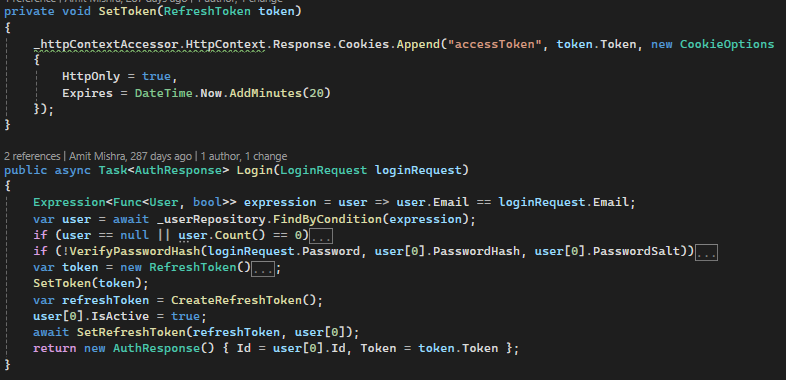 private void SetToken(RefreshToken token)
{
    _httpContextAccessor.HttpContext.Response.Cookies.Append("accessToken", token.Token, new CookieOptions
    {
        HttpOnly = true,
        Expires = DateTime.Now.AddMinutes(20)
    });
}
2 references | Amit Mishra, 287 days ago | 1 author, 1 change
public async Task<AuthResponse> Login(LoginRequest loginRequest)
{
    Expression<Func<User, bool>> expression = user => user.Email == loginRequest.Email;
    var user = await _userRepository.FindByCondition(expression);
    if (user == null || user.Count() == 0)...
    if (!VerifyPasswordHash(loginRequest.Password, user[0].PasswordHash, user[0].PasswordSalt))...
    var token = new RefreshToken()...;
    SetToken(token);
    var refreshToken = CreateRefreshToken();
    user[0].IsActive = true;
    await SetRefreshToken(refreshToken, user[0]);
    return new AuthResponse() { Id = user[0].Id, Token = token.Token };
}